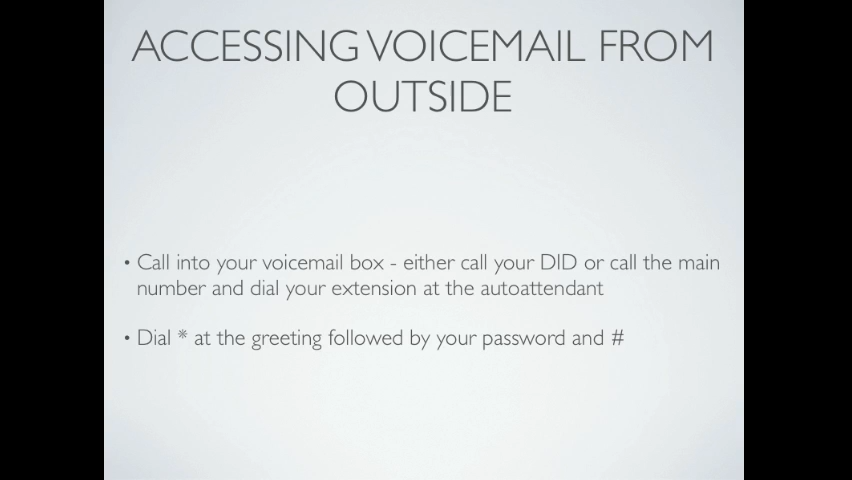 ACCESSING VOICEMAIL FROM
OUTSIDE
• Call into your voicemail box - either call your DID or call the main
number and dial your extension at the autoattendant
• Dial * at the greeting followed by your password and #